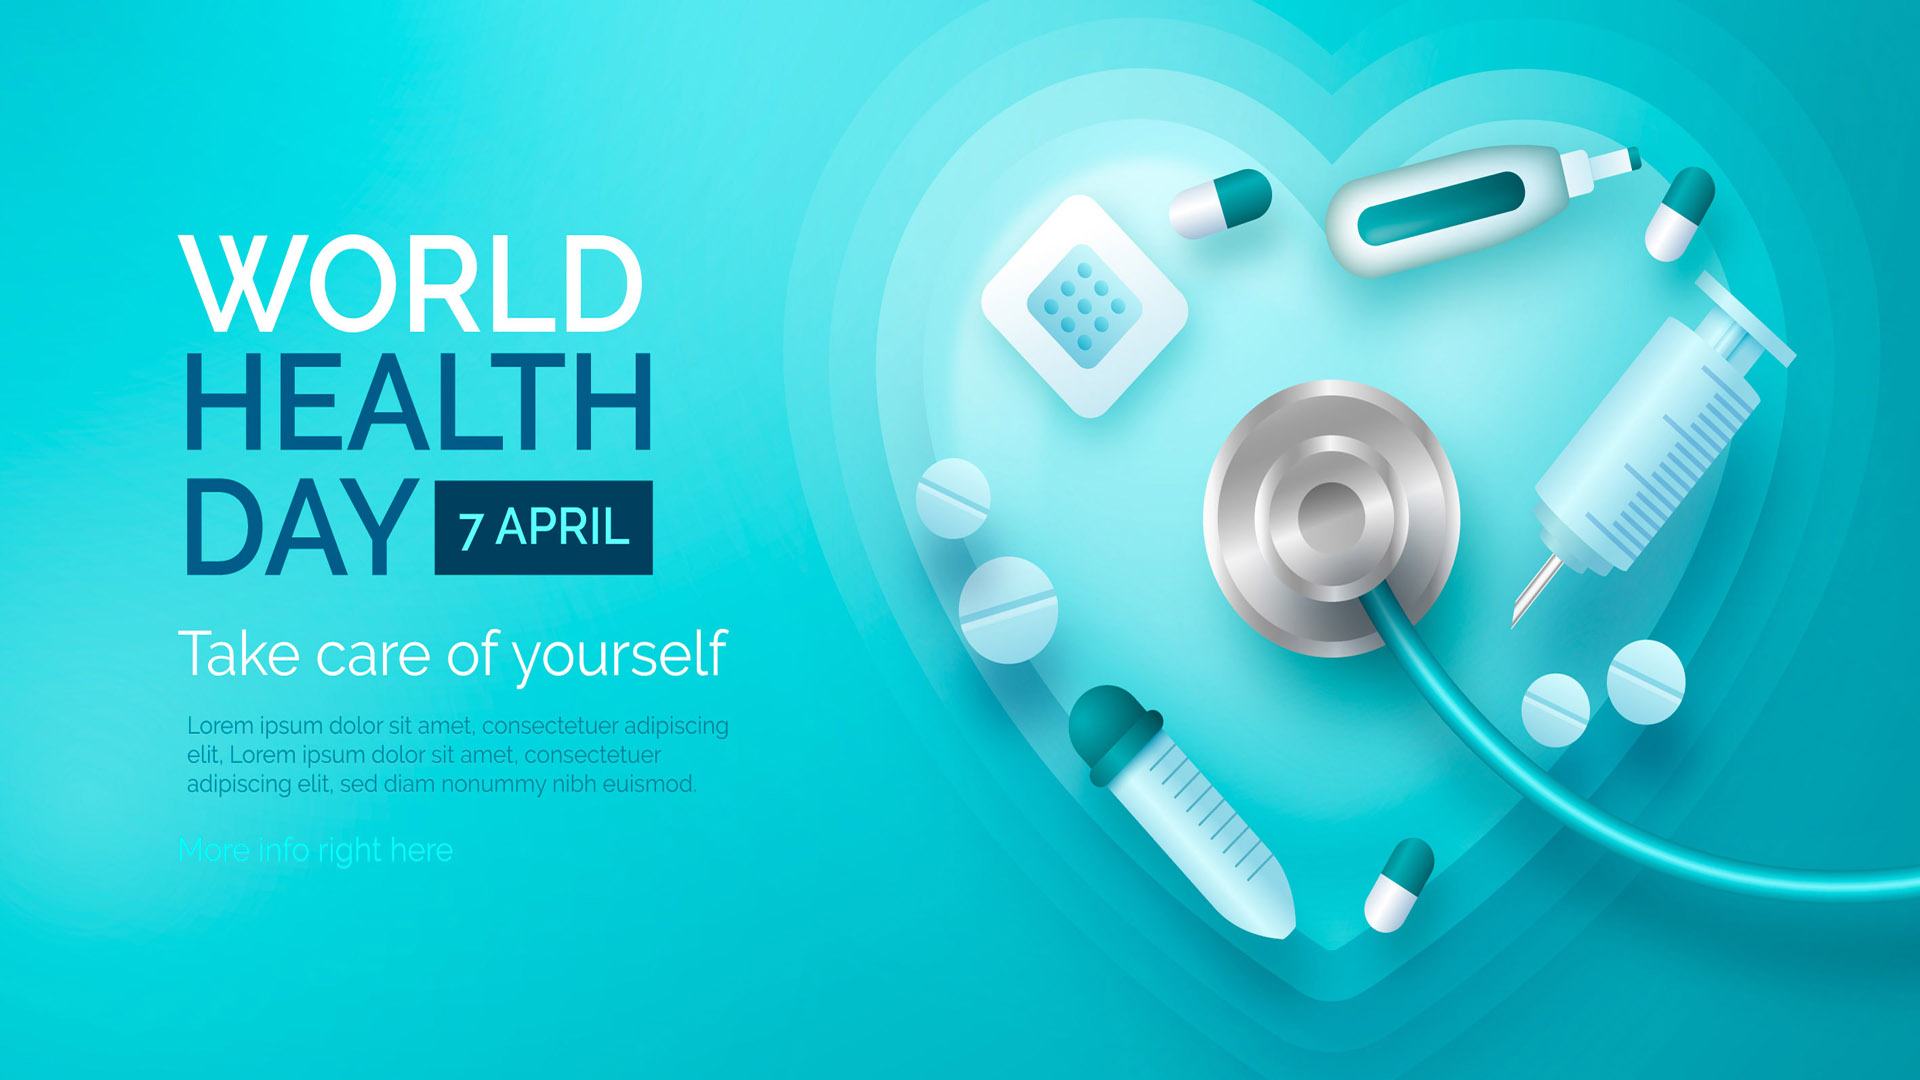 WORLD
HEALTH
DAY 7 APRIL
Take care of yourself
Lorem ipsum dolor sit amet, consectetuer adipiscing
elit, Lorem ipsum dolor sit amet, consectetuer
adipiscing elit, sed diam nonummy nibh euismod.
More info right here